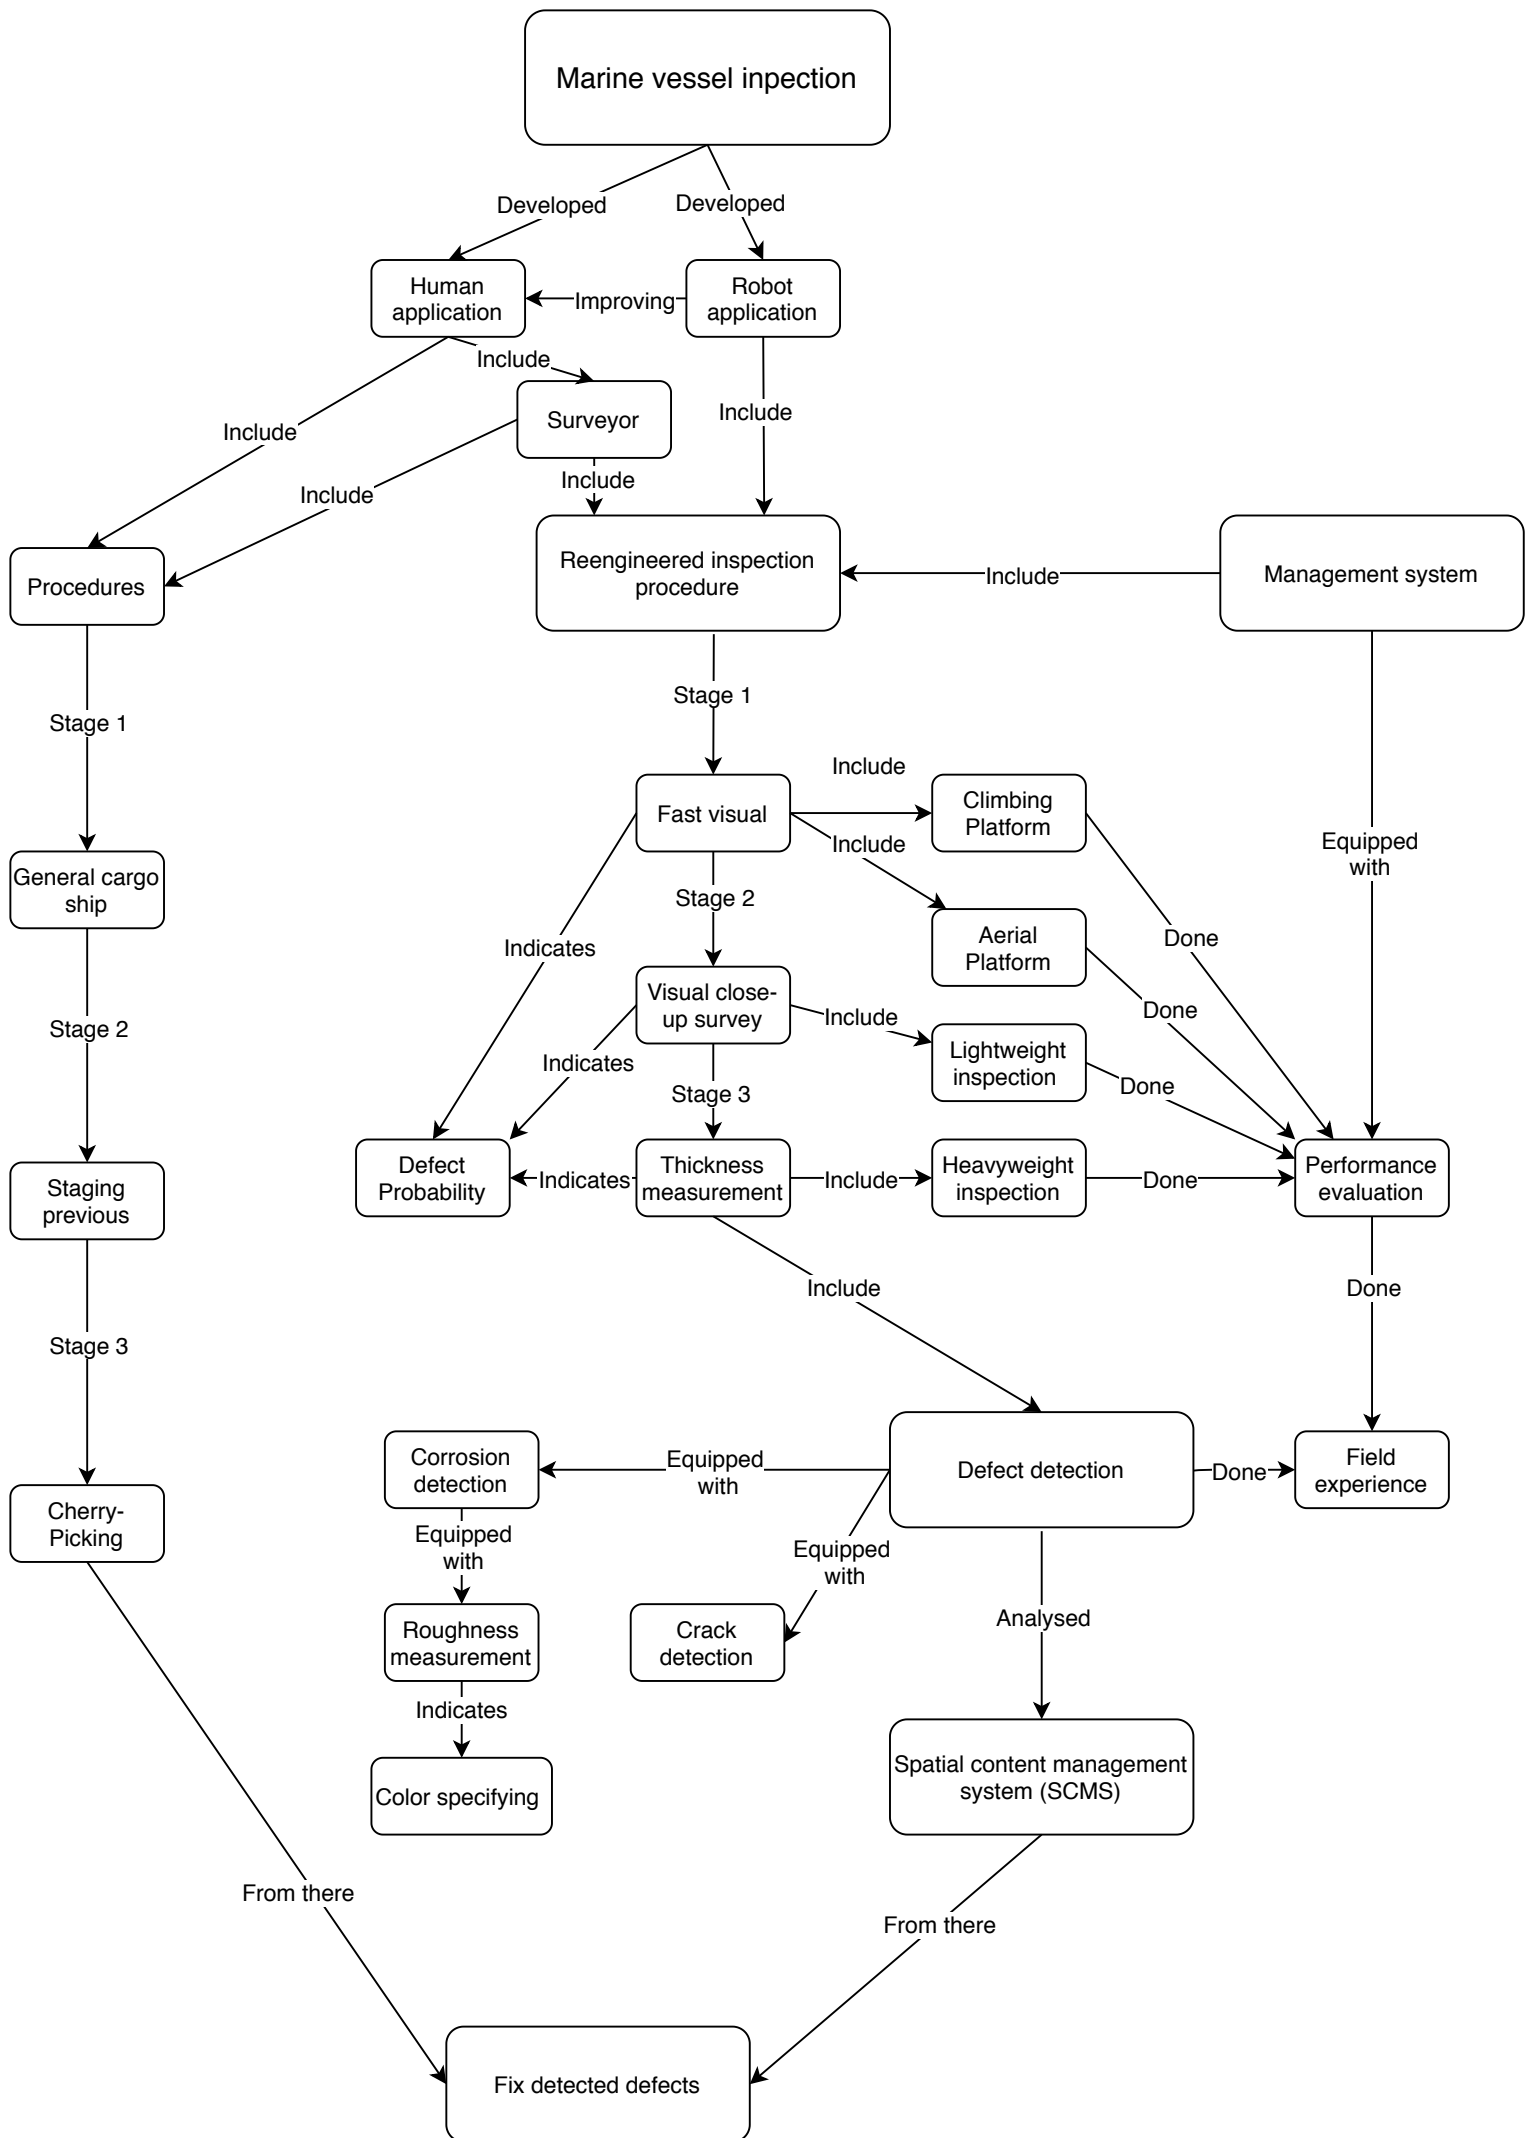 Marine vessel inpection
Developed
Developed
Human
application
Improving
Robot
application
Include
Surveyor
Include
Include
Include
Include
Procedures
Reengineered inspection
procedure
Include
Management system
Stage 1
Stage 1
Include
Fast visual
Climbing
Platform
Include
Equipped
with
General cargo
ship
Stage 2
Indicates
Aerial
Platform
Done
Visual close-
up survey
Include
Done
Stage 2
Indicates
Lightweight
inspection
Done
Stage 3
Defect
Probability
Indicates
Thickness
measurement
Include
Heavyweight
inspection
Done
Performance
evaluation
Staging
previous
Include
Done
Stage 3
Corrosion
detection
Equipped
with
Defect detection
Done
Field
experience
Cherry-
Picking
Equipped
with
Equipped
with
Roughness
measurement
Crack
detection
Analysed
Indicates
Color specifying
Spatial content management
system (SCMS)
From there
From there
Fix detected defects